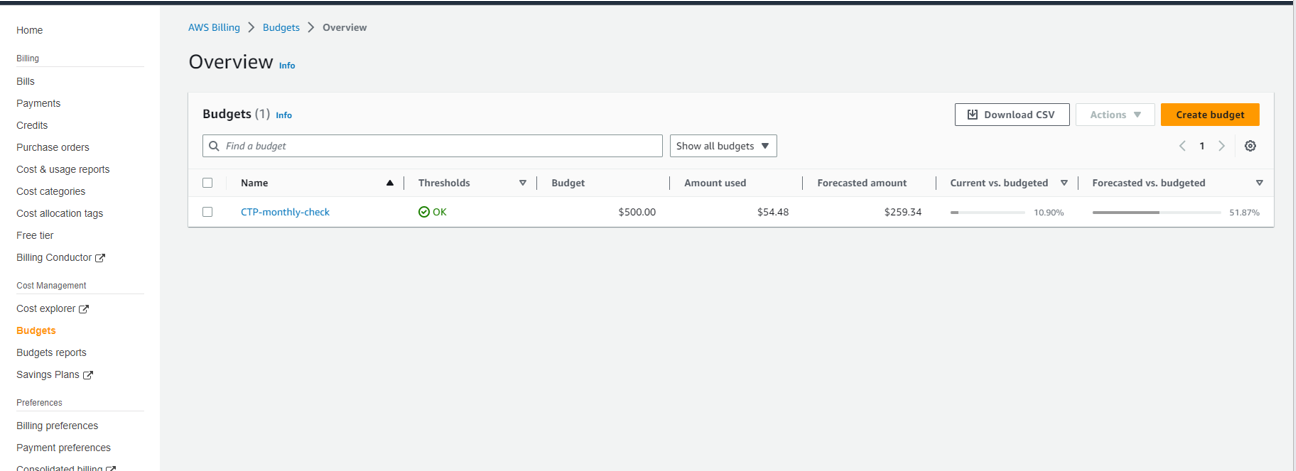 AWS Billing > Budgets > Overview
Overview Info
Home
Billing
Bills
Payments
Credits
Purchase orders
Cost & usage reports
Cost categories
Cost allocation tags
Free tier
Billing Conductor
Cost Management
Cost explorer
Budgets
Budgets reports
Savings Plans
Preferences
Billing preferences
Payment preferences
Consolidated billing
Budgets (1) Info
Download CSV
Actions
Create budget
Find a budget
Show all budgets
1
Name Thresholds Budget Amount used Forecasted amount Current vs. budgeted Forecasted vs. budgeted
CTP-monthly-check OK $500.00 $54.48 $259.34 10.90% 51.87%